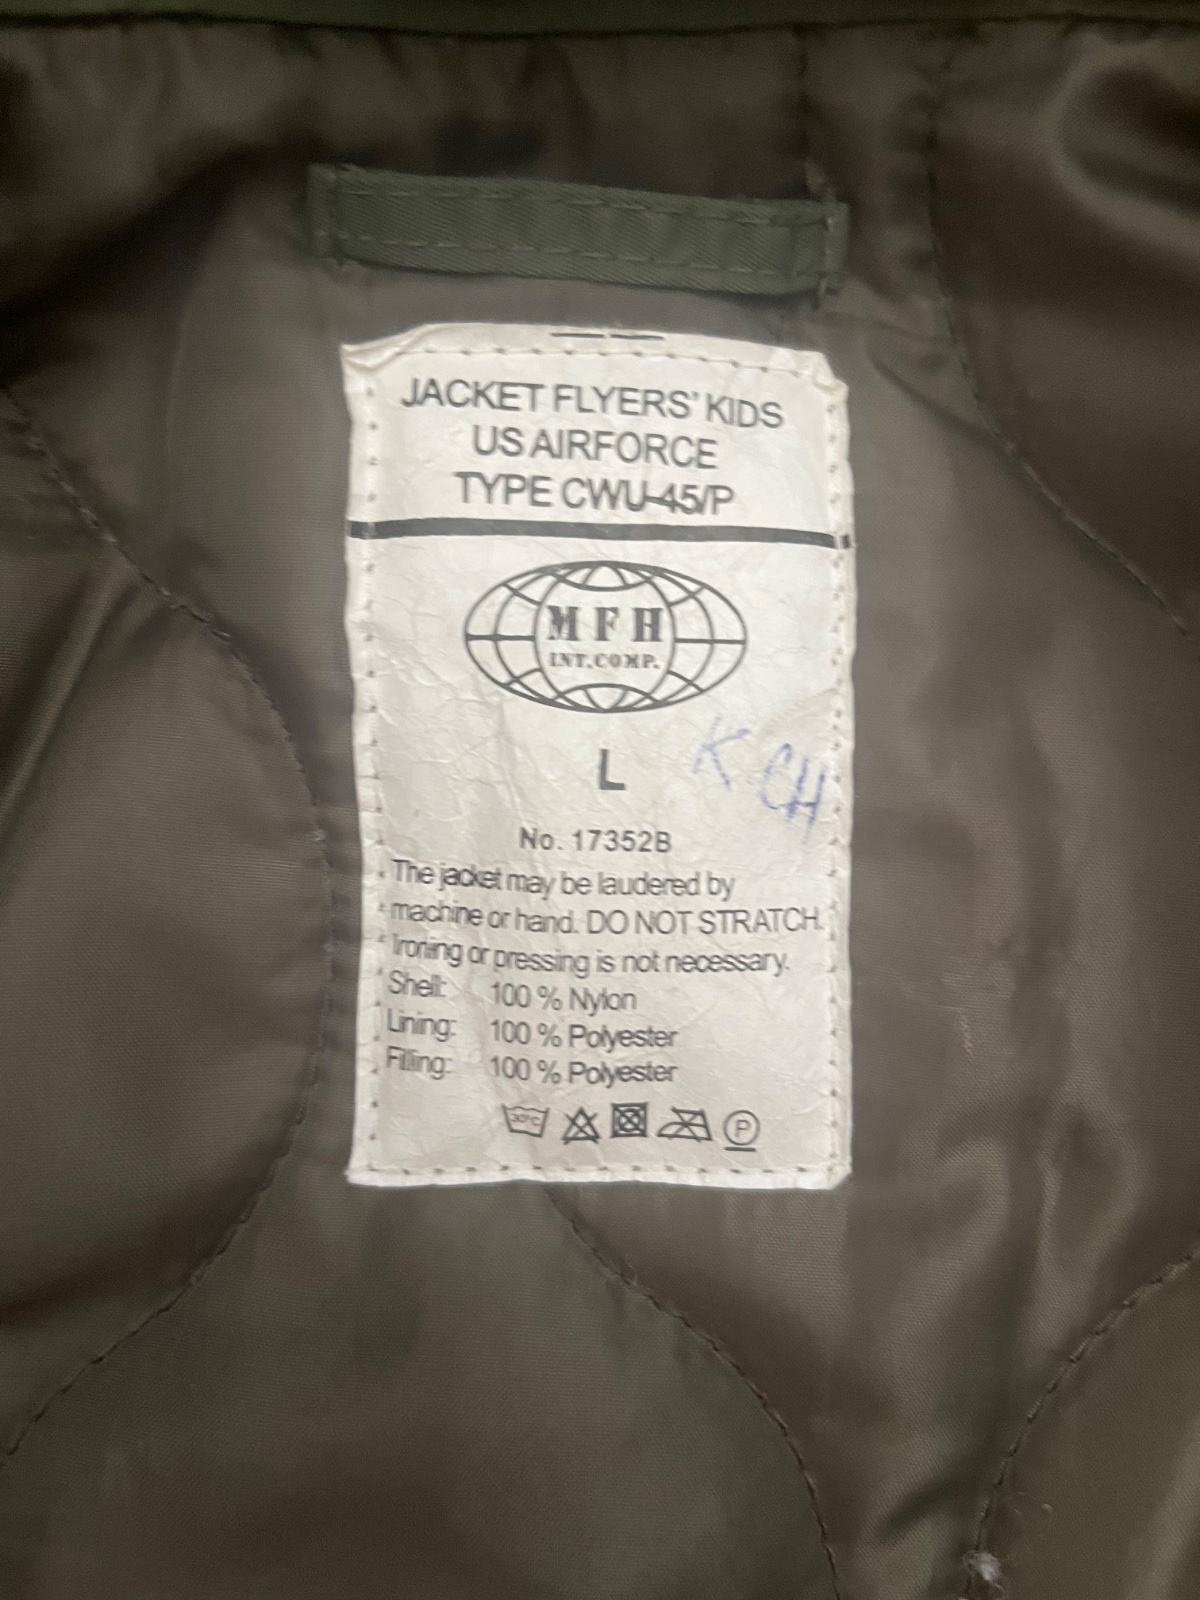 JACKET FLYERS' KIDS
US AIRFORCE
TYPE CWU-45/P
MFH
INT. COMP.
L
K CH
No. 17352B
The jacket may be laudered by
machine or hand. DO NOT STRATCH.
Ironing or pressing is not necessary.
Shell: 100 % Nylon
Lining: 100 % Polyester
Filling: 100 % Polyester
30°C
P